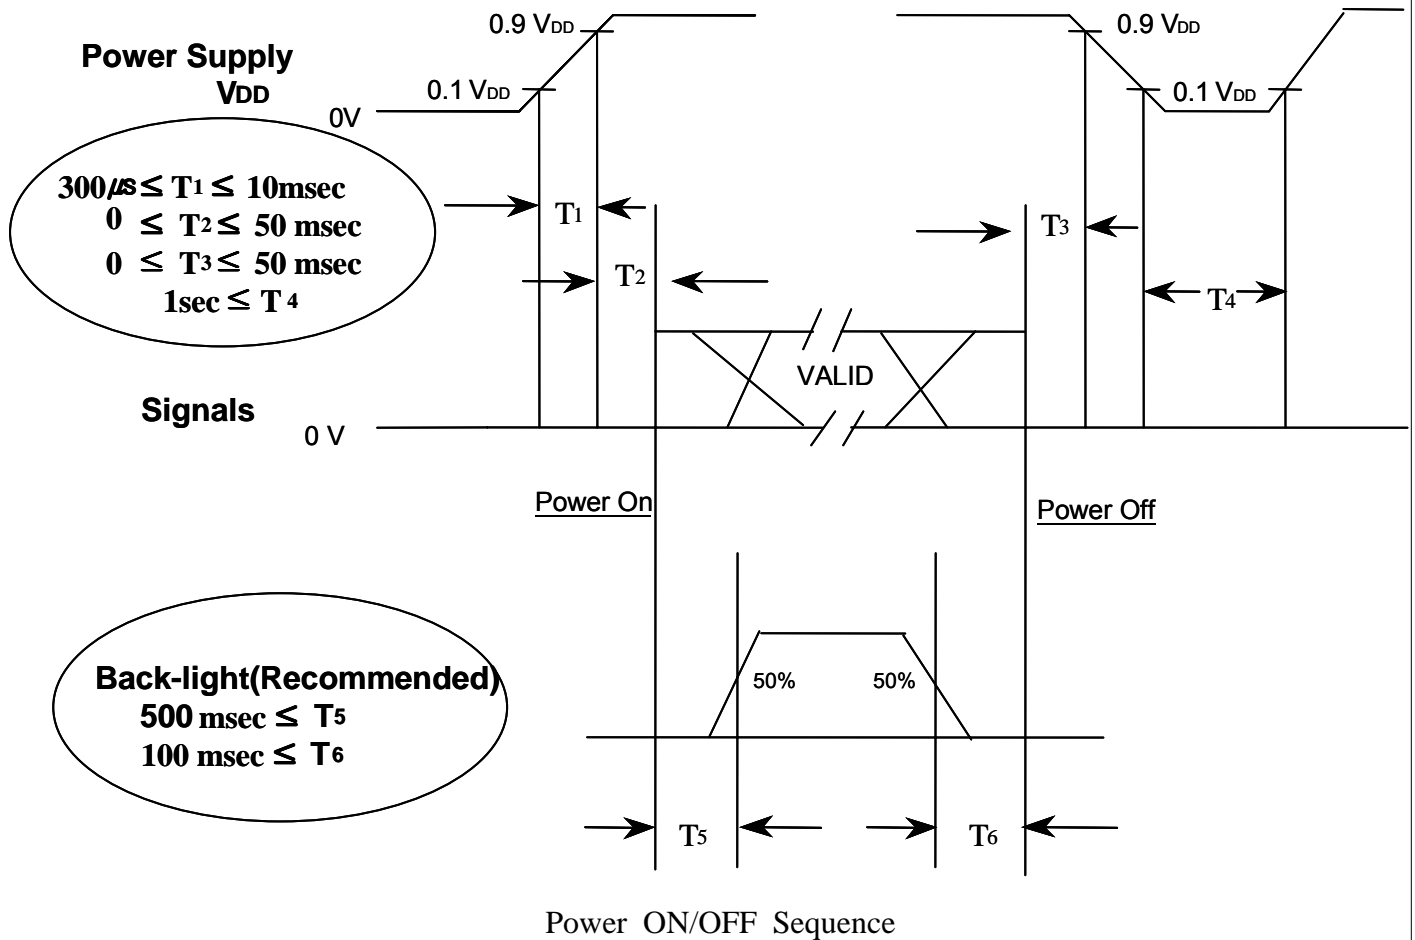 0.9 VDD
0.9 VDD
Power Supply
VDD
0.1 VDD
0.1 VDD
0V
300μs ≤ T1 ≤ 10msec
0 ≤ T2 ≤ 50 msec
0 ≤ T3 ≤ 50 msec
1sec ≤ T4
T1
T2
T3
T4
VALID
Signals
0 V
Power On
Power Off
Back-light(Recommended)
500 msec ≤ T5
100 msec ≤ T6
50%
50%
T5
T6
Power ON/OFF Sequence